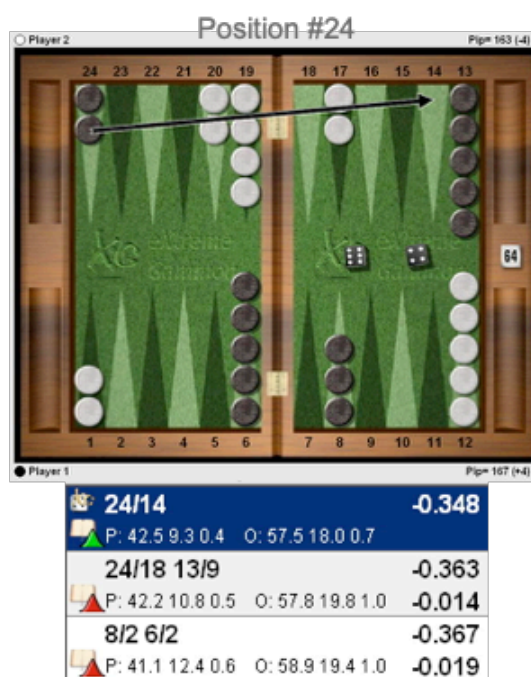 Position #24
Player 2 Pip= 163 (-4)
24 23 22 21 20 19 18 17 16 15 14 13
XG eXtreme Gammon eXtreme Gammon
64
1 2 3 4 5 6 7 8 9 10 11 12
Player 1 Pip= 167 (+4)
24/14 -0.348
P: 42.5 9.3 0.4 O: 57.5 18.0 0.7
24/18 13/9 -0.363
P: 42.2 10.8 0.5 O: 57.8 19.8 1.0 -0.014
8/2 6/2 -0.367
P: 41.1 12.4 0.6 O: 58.9 19.4 1.0 -0.019